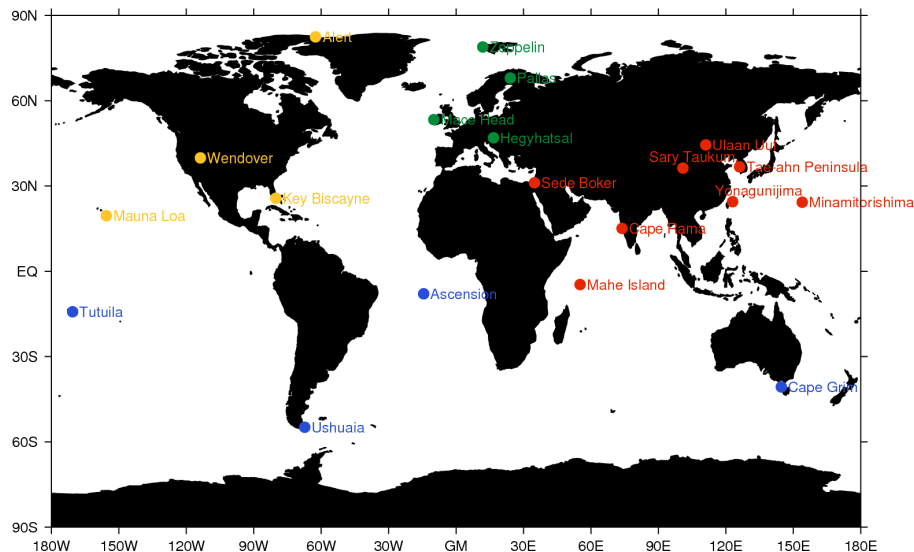 90N
Alert
Zeppelin
Pallas
60N
Mace Head
Hegyhatsal
Ulaan Uul
Wendover
Sary Taukum
Tae-ahn Peninsula
30N
Sede Boker
Yonagunijima
Key Biscayne
Minamitorishima
Mauna Loa
Cape Rama
EQ
Mahe Island
Ascension
Tutuila
30S
Cape Grim
Ushuaia
60S
90S
180W 150W 120W 90W 60W 30W GM 30E 60E 90E 120E 150E 180E